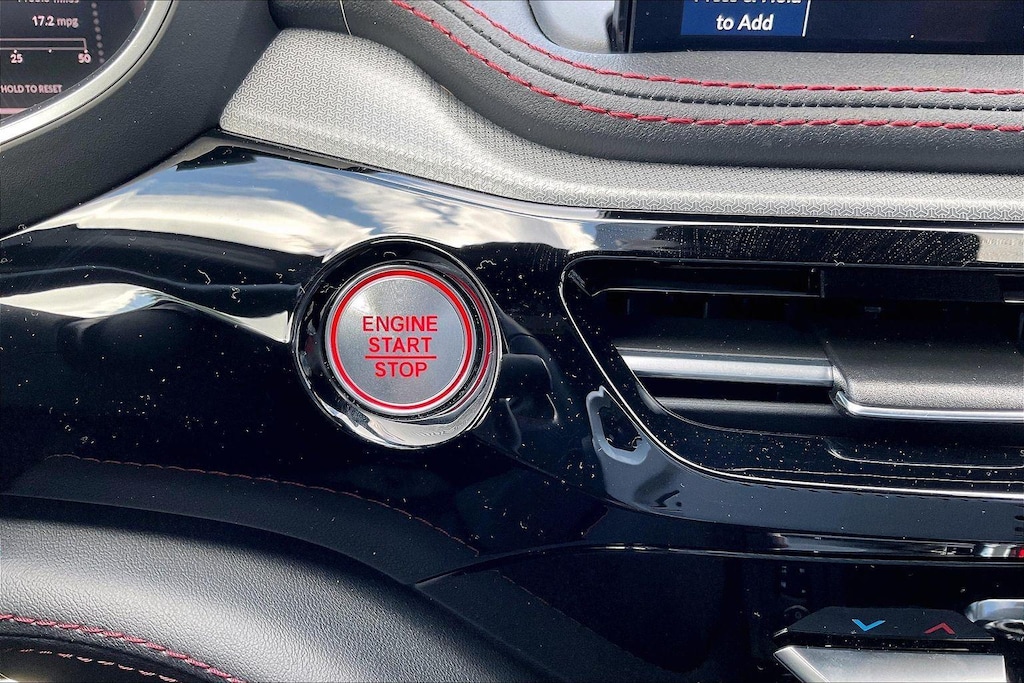 17.2 mpg
25 50
HOLD TO RESET
to Add
ENGINE
START
STOP